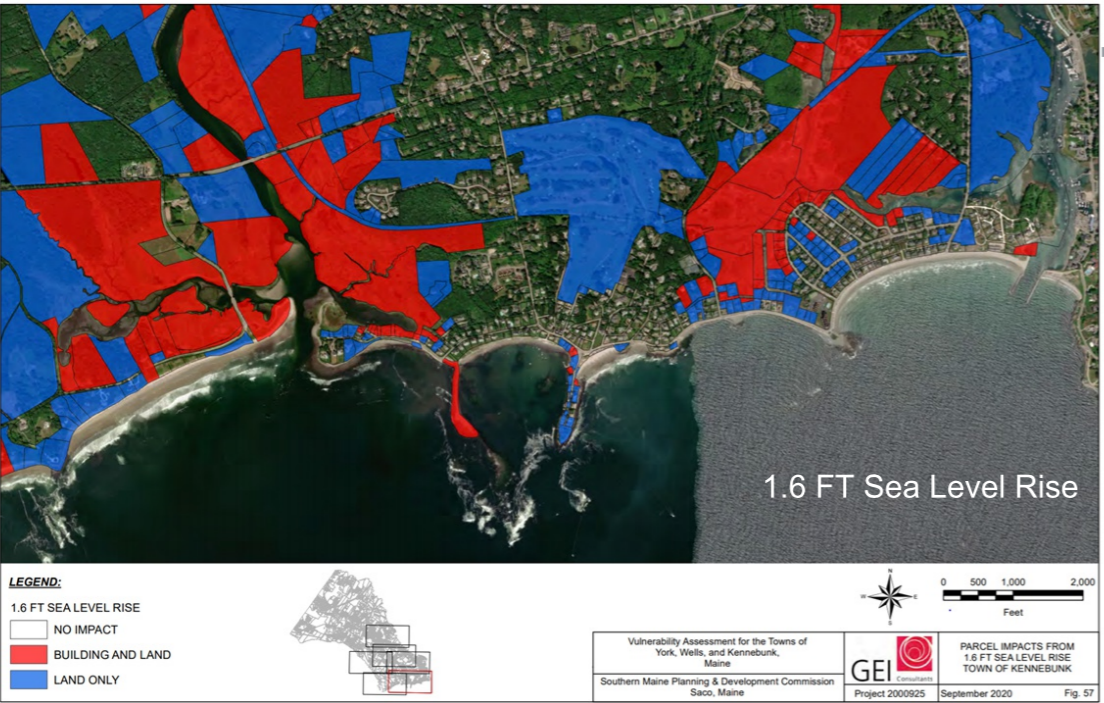 1.6 FT Sea Level Rise
LEGEND:
1.6 FT SEA LEVEL RISE
NO IMPACT
BUILDING AND LAND
LAND ONLY
N
W
E
S
0 500 1,000 2,000
Feet
Vulnerability Assessment for the Towns of
York, Wells, and Kennebunk,
Maine
Southern Maine Planning & Development Commission
Saco, Maine
GEI
Consultants
Project 2000925
PARCEL IMPACTS FROM
1.6 FT SEA LEVEL RISE
TOWN OF KENNEBUNK
September 2020
Fig. 57